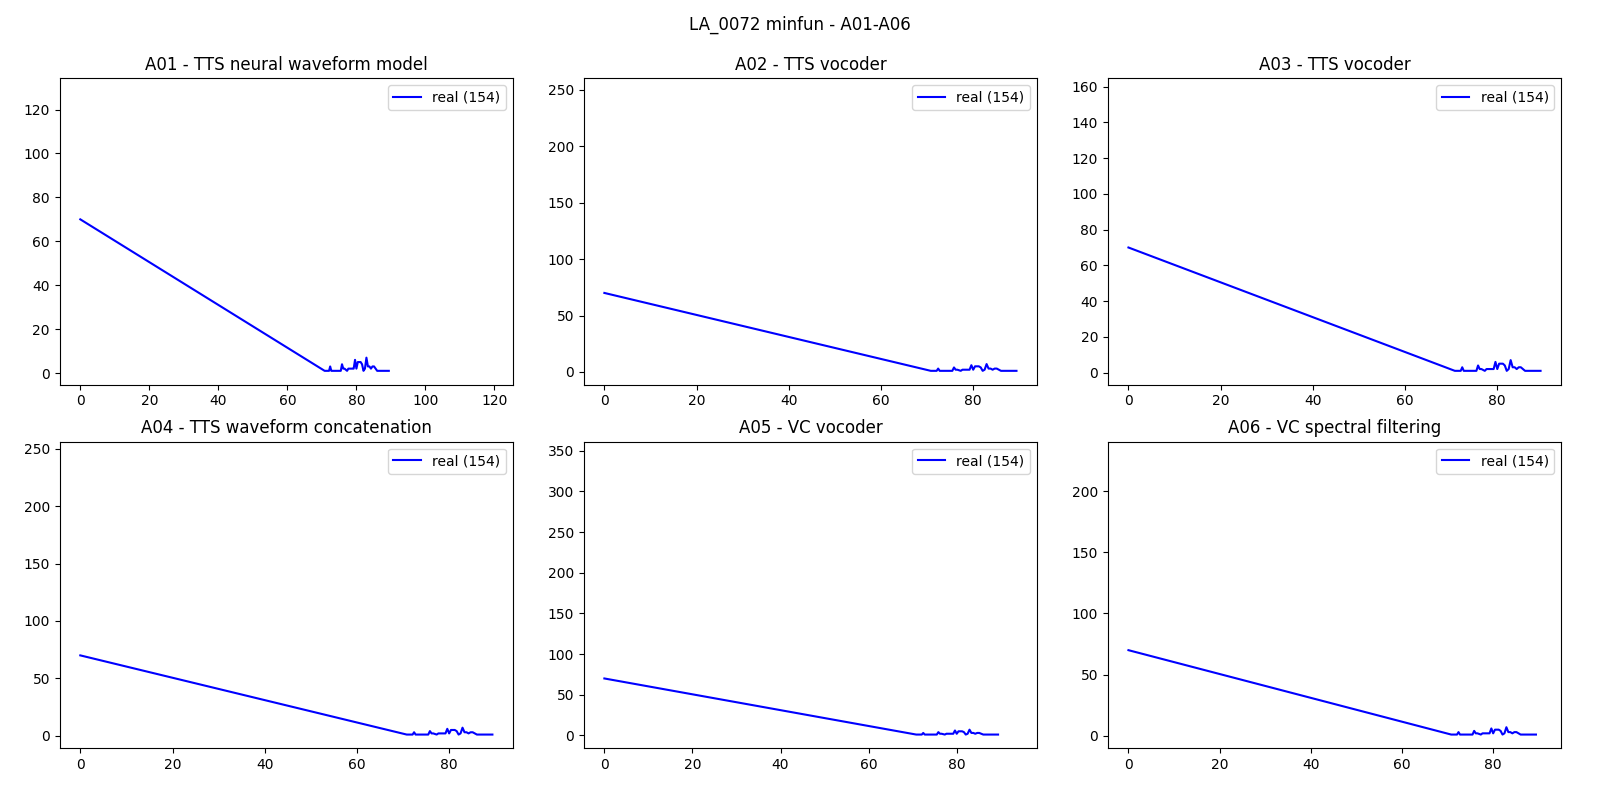 LA_0072 minfun - A01-A06
A01 - TTS neural waveform model
real (154)
120
100
80
60
40
20
0
0 20 40 60 80 100 120
A02 - TTS vocoder
real (154)
250
200
150
100
50
0
0 20 40 60 80
A03 - TTS vocoder
real (154)
160
140
120
100
80
60
40
20
0
0 20 40 60 80
A04 - TTS waveform concatenation
real (154)
250
200
150
100
50
0
0 20 40 60 80
A05 - VC vocoder
real (154)
350
300
250
200
150
100
50
0
0 20 40 60 80
A06 - VC spectral filtering
real (154)
200
150
100
50
0
0 20 40 60 80